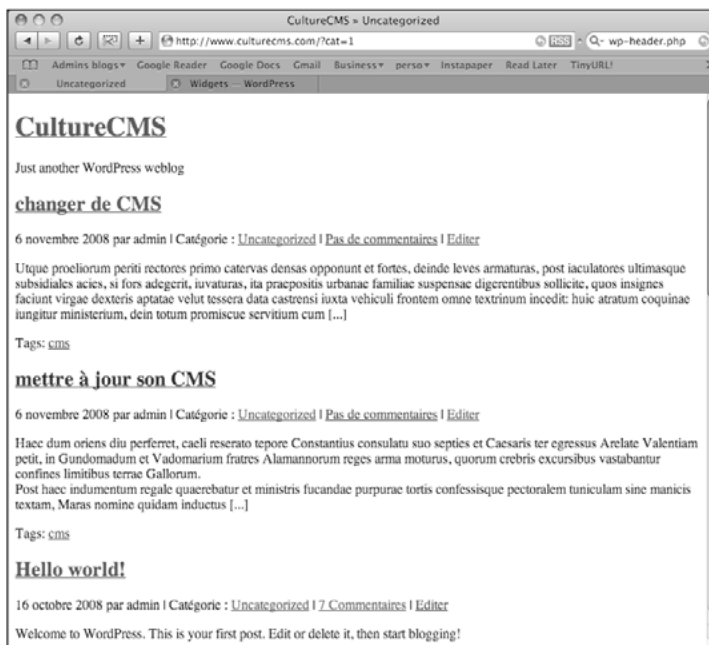 CultureCMS » Uncategorized
http://www.culturecms.com/?cat=1 RSS wp-header.php
Admins blogs Google Reader Google Docs Gmail Business perso Instapaper Read Later TinyURL!
Uncategorized Widgets — WordPress
CultureCMS
Just another WordPress weblog
changer de CMS
6 novembre 2008 par admin | Catégorie : Uncategorized | Pas de commentaires | Editer
Utque proeliorum periti rectores primo catervas densas opponunt et fortes, deinde leves armaturas, post iaculatores ultimasque
subsidiales acies, si fors adegerit, iuvaturas, ita praepositis urbanae familiae suspensae digerentibus sollicite, quos insignes
faciunt virgae dexteris aptatae velut tessera data castrensi iuxta vehiculi frontem omne textrinum incedit: huic atratum coquinae
iungitur ministerium, dein totum promiscue servitium cum [...]
Tags: cms
mettre à jour son CMS
6 novembre 2008 par admin | Catégorie : Uncategorized | Pas de commentaires | Editer
Haec dum oriens diu perferret, caeli reserato tepore Constantius consulatu suo septies et Caesaris ter egressus Arelate Valentiam
petit, in Gundomadum et Vadomarium fratres Alamannorum reges arma moturus, quorum crebris excursibus vastabantur
confines limitibus terrae Gallorum.
Post haec indumentum regale quaerebatur et ministris fucandae purpurae tortis confessisque pectoralem tuniculam sine manicis
textam, Maras nomine quidam inductus [...]
Tags: cms
Hello world!
16 octobre 2008 par admin | Catégorie : Uncategorized | 7 Commentaires | Editer
Welcome to WordPress. This is your first post. Edit or delete it, then start blogging!